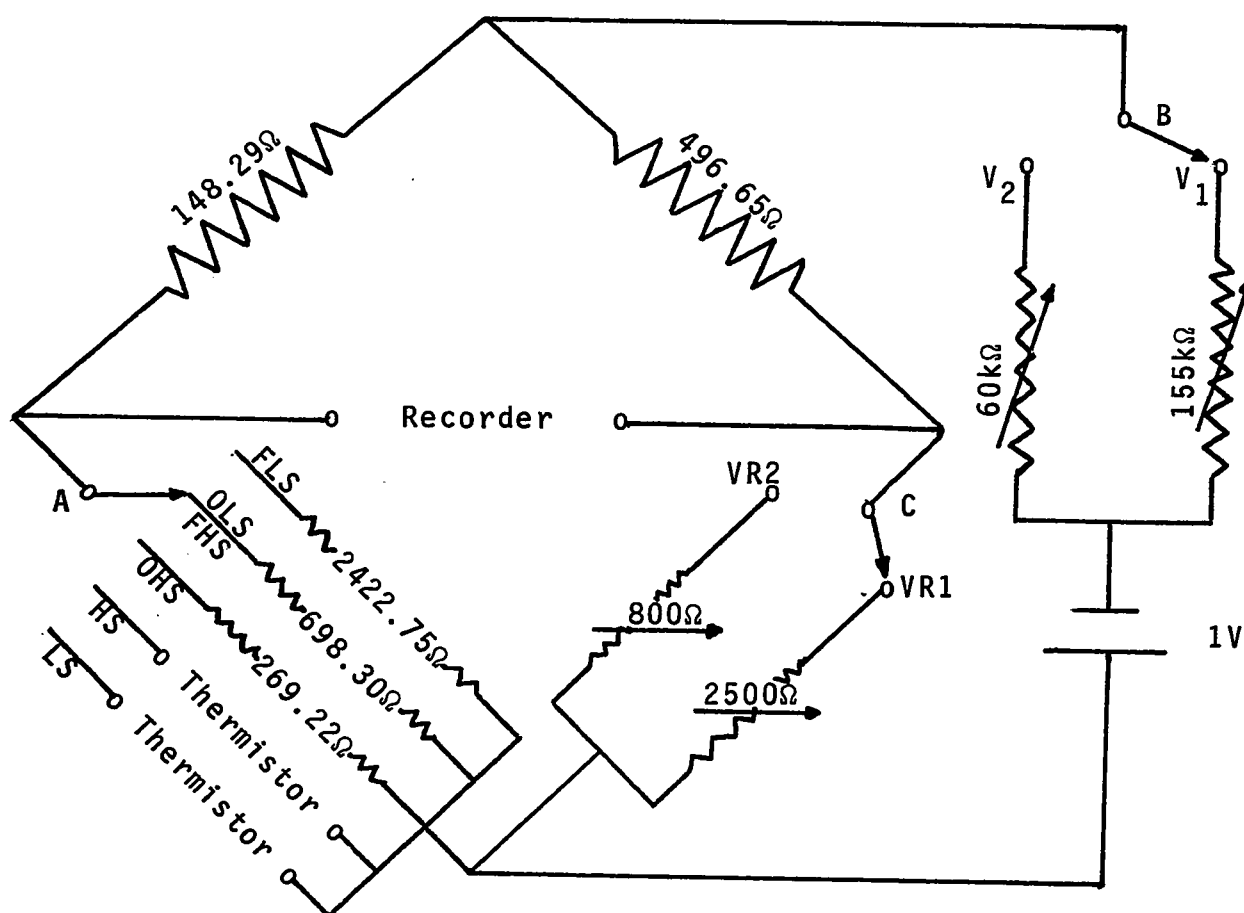 148.29Ω
496.65Ω
B
V2
V1
60kΩ
155kΩ
Recorder
A
FLS
OLS
FHS
OHS
HS
LS
2422.75Ω
698.30Ω
269.22Ω
Thermistor
Thermistor
VR2
C
VR1
800Ω
2500Ω
1V